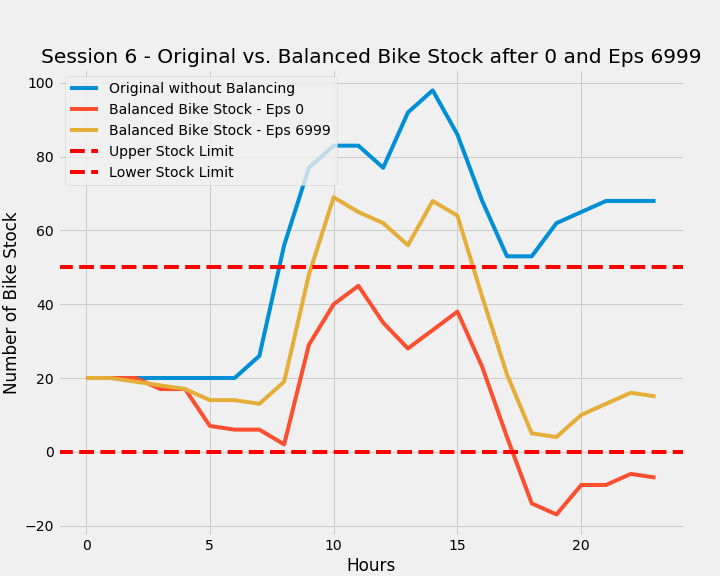 Session 6 - Original vs. Balanced Bike Stock after 0 and Eps 6999
Original without Balancing
Balanced Bike Stock - Eps 0
Balanced Bike Stock - Eps 6999
Upper Stock Limit
Lower Stock Limit
Number of Bike Stock
100
80
60
40
20
0
−20
0 5 10 15 20
Hours